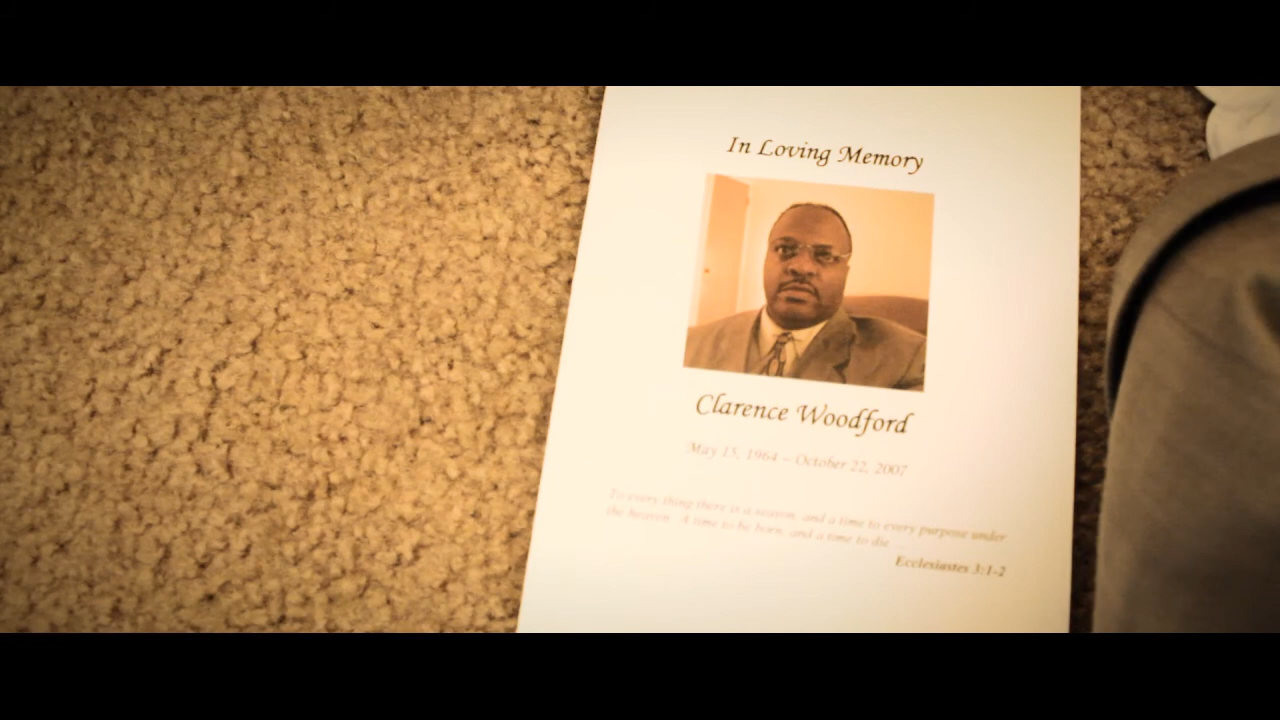 In Loving Memory
Clarence Woodford
May 15, 1964 – October 22, 2007
To every thing there is a season, and a time to every purpose under
the heaven: A time to be born, and a time to die ...
Ecclesiastes 3:1-2